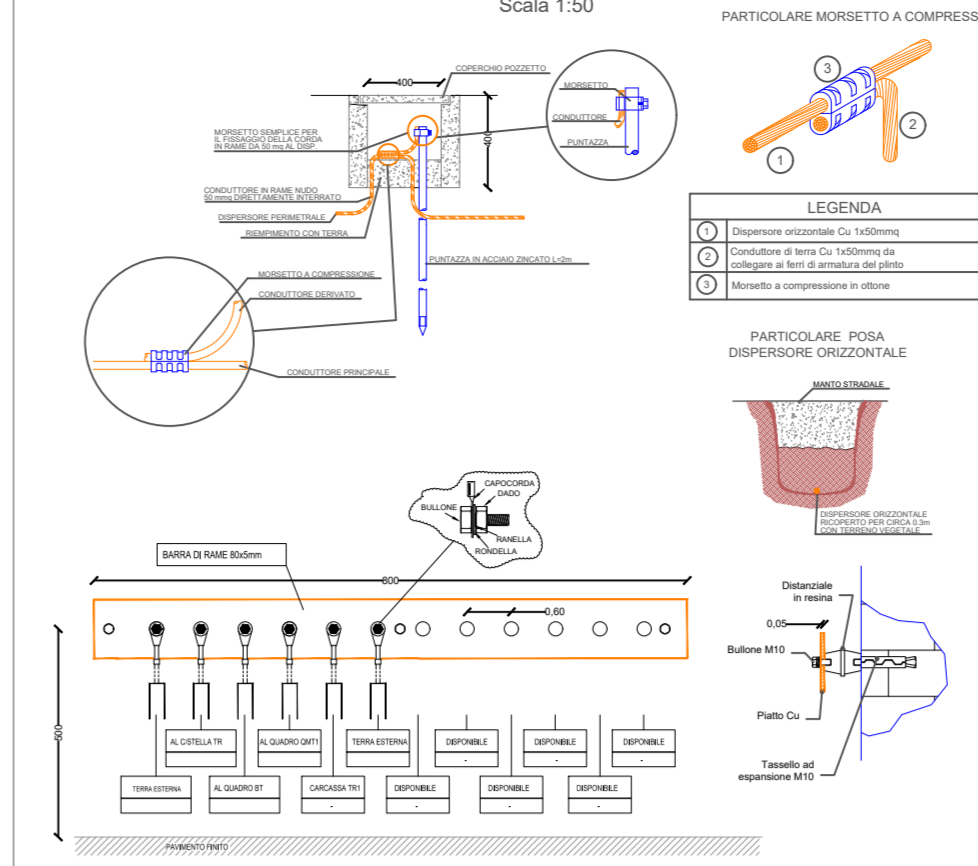 Scala 1:50
PARTICOLARE MORSETTO A COMPRESS
COPERCHIO POZZETTO
400
400
MORSETTO SEMPLICE PER
IL FISSAGGIO DELLA CORDA
IN RAME DA 50 mq AL DISP.
MORSETTO
CONDUTTORE
PUNTAZZA
CONDUTTORE IN RAME NUDO
50 mmq DIRETTAMENTE INTERRATO
DISPERSORE PERIMETRALE
RIEMPIMENTO CON TERRA
PUNTAZZA IN ACCIAIO ZINCATO L=2m
MORSETTO A COMPRESSIONE
CONDUTTORE DERIVATO
CONDUTTORE PRINCIPALE
3
2
1
LEGENDA
1 Dispersore orizzontale Cu 1x50mmq
2 Conduttore di terra Cu 1x50mmq da
collegare ai ferri di armatura del plinto
3 Morsetto a compressione in ottone
PARTICOLARE POSA
DISPERSORE ORIZZONTALE
MANTO STRADALE
DISPERSORE ORIZZONTALE
RICOPERTO PER CIRCA 0.3m
CON TERRENO VEGETALE
CAPOCORDA
DADO
BULLONE
RANELLA
RONDELLA
BARRA DI RAME 80x5mm
800
0,60
500
AL C/STELLA TR
AL QUADRO QMT1
TERRA ESTERNA
DISPONIBILE
-
DISPONIBILE
-
DISPONIBILE
-
TERRA ESTERNA
AL QUADRO BT
CARCASSA TR1
-
DISPONIBILE
-
DISPONIBILE
-
DISPONIBILE
-
PAVIMENTO FINITO
Distanziale
in resina
0,05
Bullone M10
Piatto Cu
Tassello ad
espansione M10